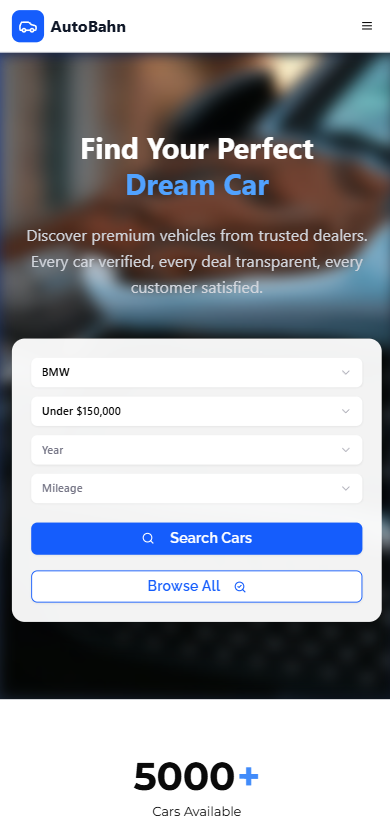 AutoBahn
Find Your Perfect
Dream Car
Discover premium vehicles from trusted dealers.
Every car verified, every deal transparent, every
customer satisfied.
BMW
Under $150,000
Year
Mileage
Search Cars
Browse All
5000+
Cars Available